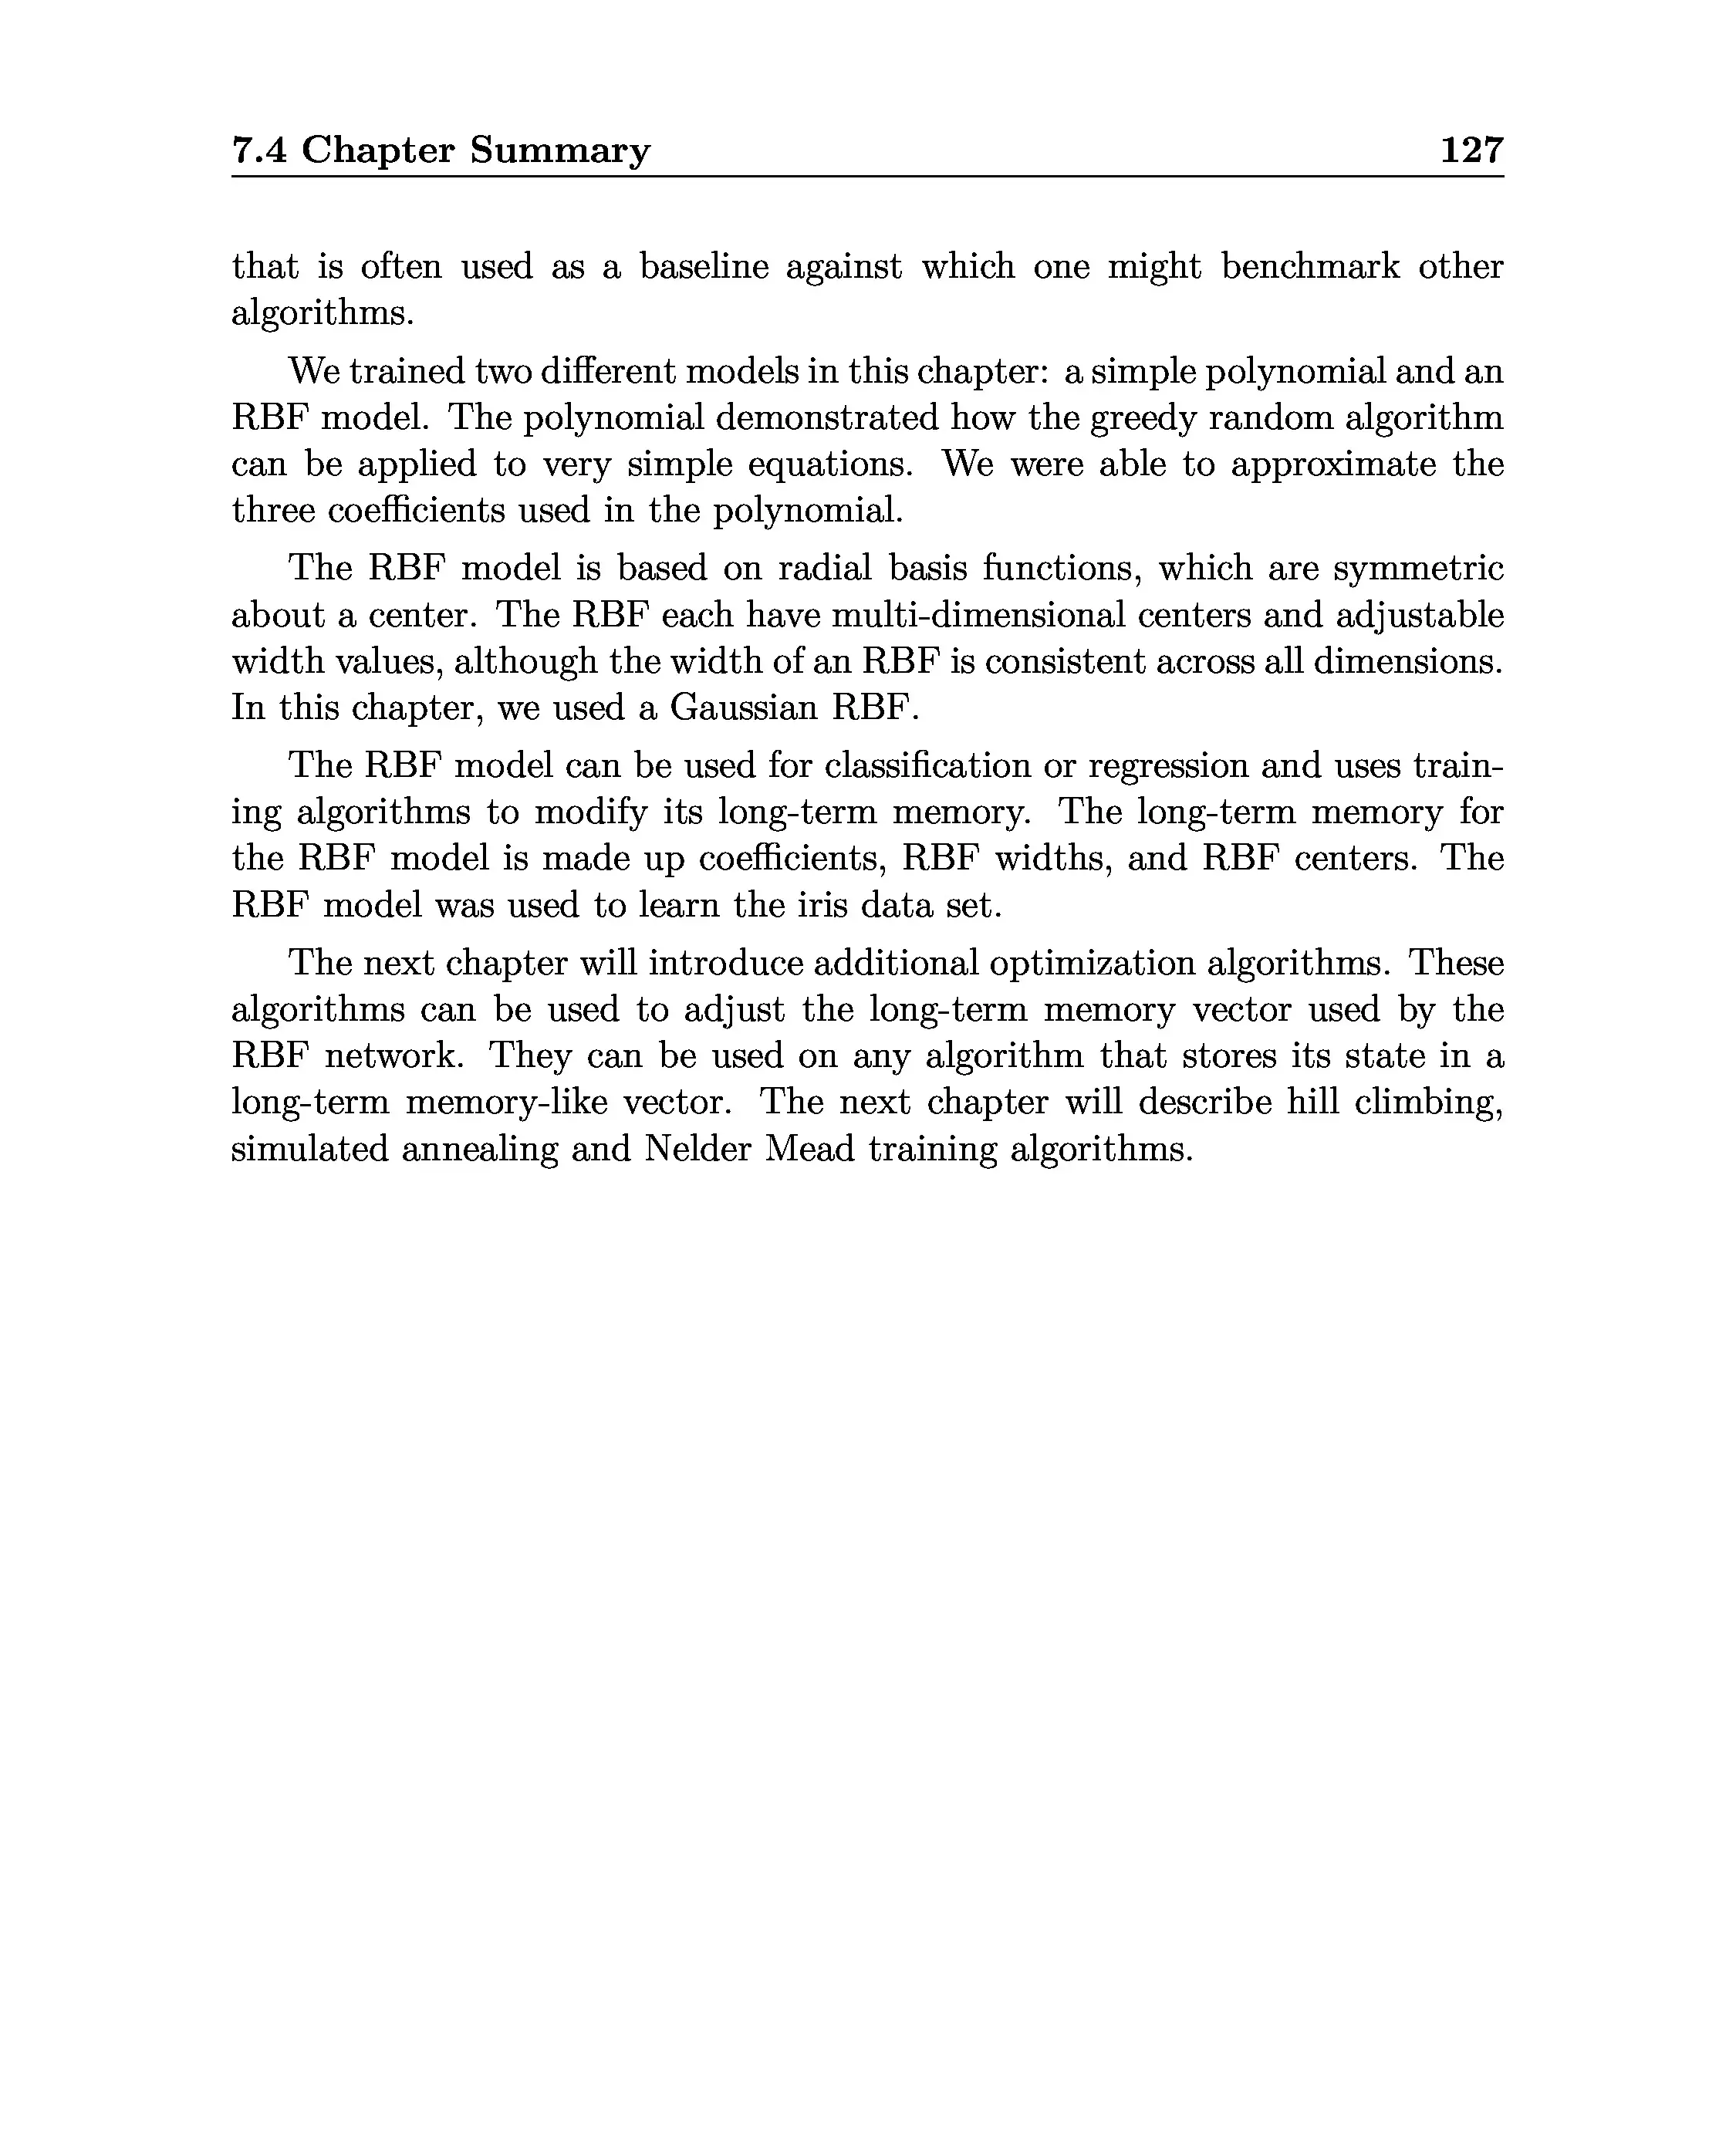 7.4 Chapter Summary 127
that is often used as a baseline against which one might benchmark other
algorithms.
We trained two different models in this chapter: a simple polynomial and an
RBF model. The polynomial demonstrated how the greedy random algorithm
can be applied to very simple equations. We were able to approximate the
three coefficients used in the polynomial.
The RBF model is based on radial basis functions, which are symmetric
about a center. The RBF each have multi-dimensional centers and adjustable
width values, although the width of an RBF is consistent across all dimensions.
In this chapter, we used a Gaussian RBF.
The RBF model can be used for classification or regression and uses train-
ing algorithms to modify its long-term memory. The long-term memory for
the RBF model is made up coefficients, RBF widths, and RBF centers. The
RBF model was used to learn the iris data set.
The next chapter will introduce additional optimization algorithms. These
algorithms can be used to adjust the long-term memory vector used by the
RBF network. They can be used on any algorithm that stores its state in a
long-term memory-like vector. The next chapter will describe hill climbing,
simulated annealing and Nelder Mead training algorithms.